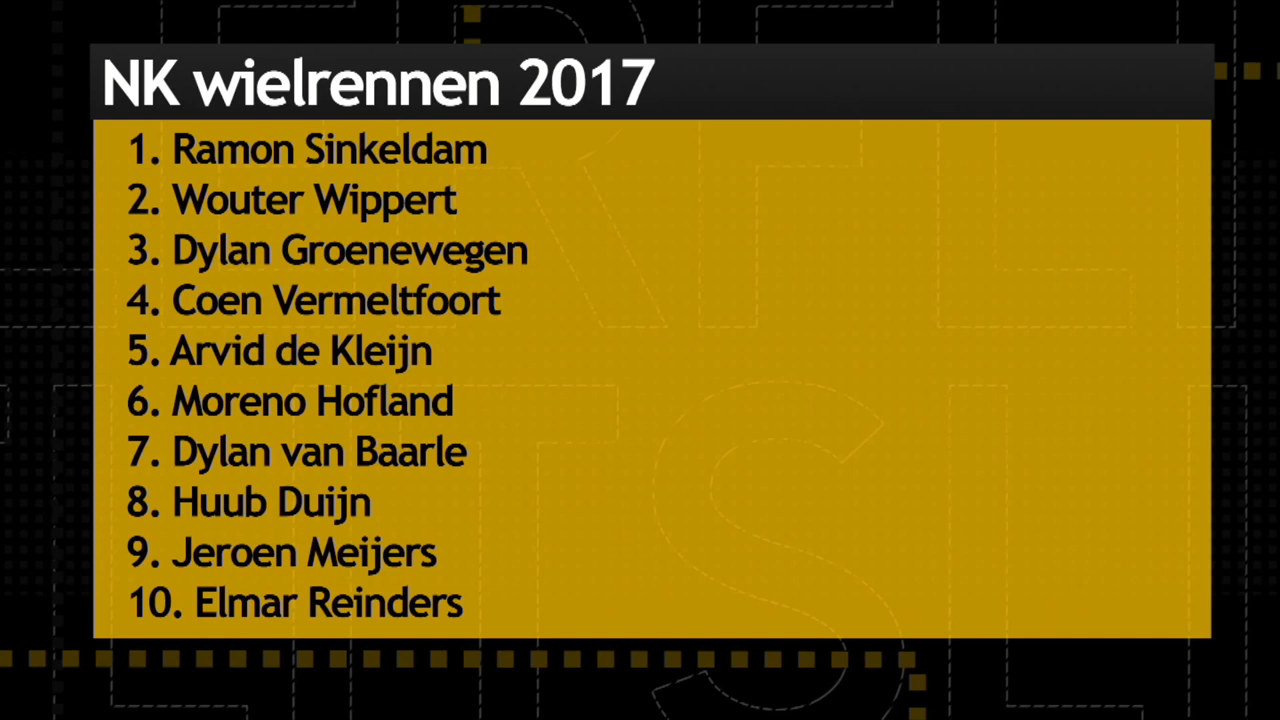 NK wielrennen 2017
1. Ramon Sinkeldam
2. Wouter Wippert
3. Dylan Groenewegen
4. Coen Vermeltfoort
5. Arvid de Kleijn
6. Moreno Hofland
7. Dylan van Baarle
8. Huub Duijn
9. Jeroen Meijers
10. Elmar Reinders